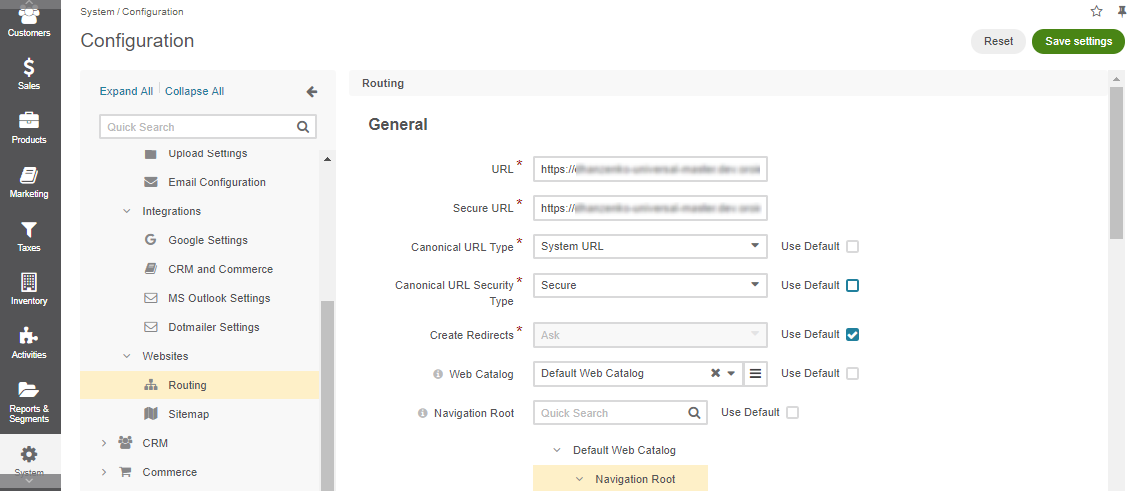 System / Configuration
Configuration
Reset
Save settings
Customers
Sales
Products
Marketing
Taxes
Inventory
Activities
Reports &
Segments
System
Expand All
Collapse All
Quick Search
Upload Settings
Email Configuration
Integrations
Google Settings
CRM and Commerce
MS Outlook Settings
Dotmailer Settings
Websites
Routing
Sitemap
CRM
Commerce
Routing
General
URL *
https://
Secure URL *
https://
Canonical URL Type *
System URL
Use Default
Canonical URL Security
Type *
Secure
Use Default
Create Redirects *
Ask
Use Default
Web Catalog
Default Web Catalog
Use Default
Navigation Root
Quick Search
Use Default
Default Web Catalog
Navigation Root